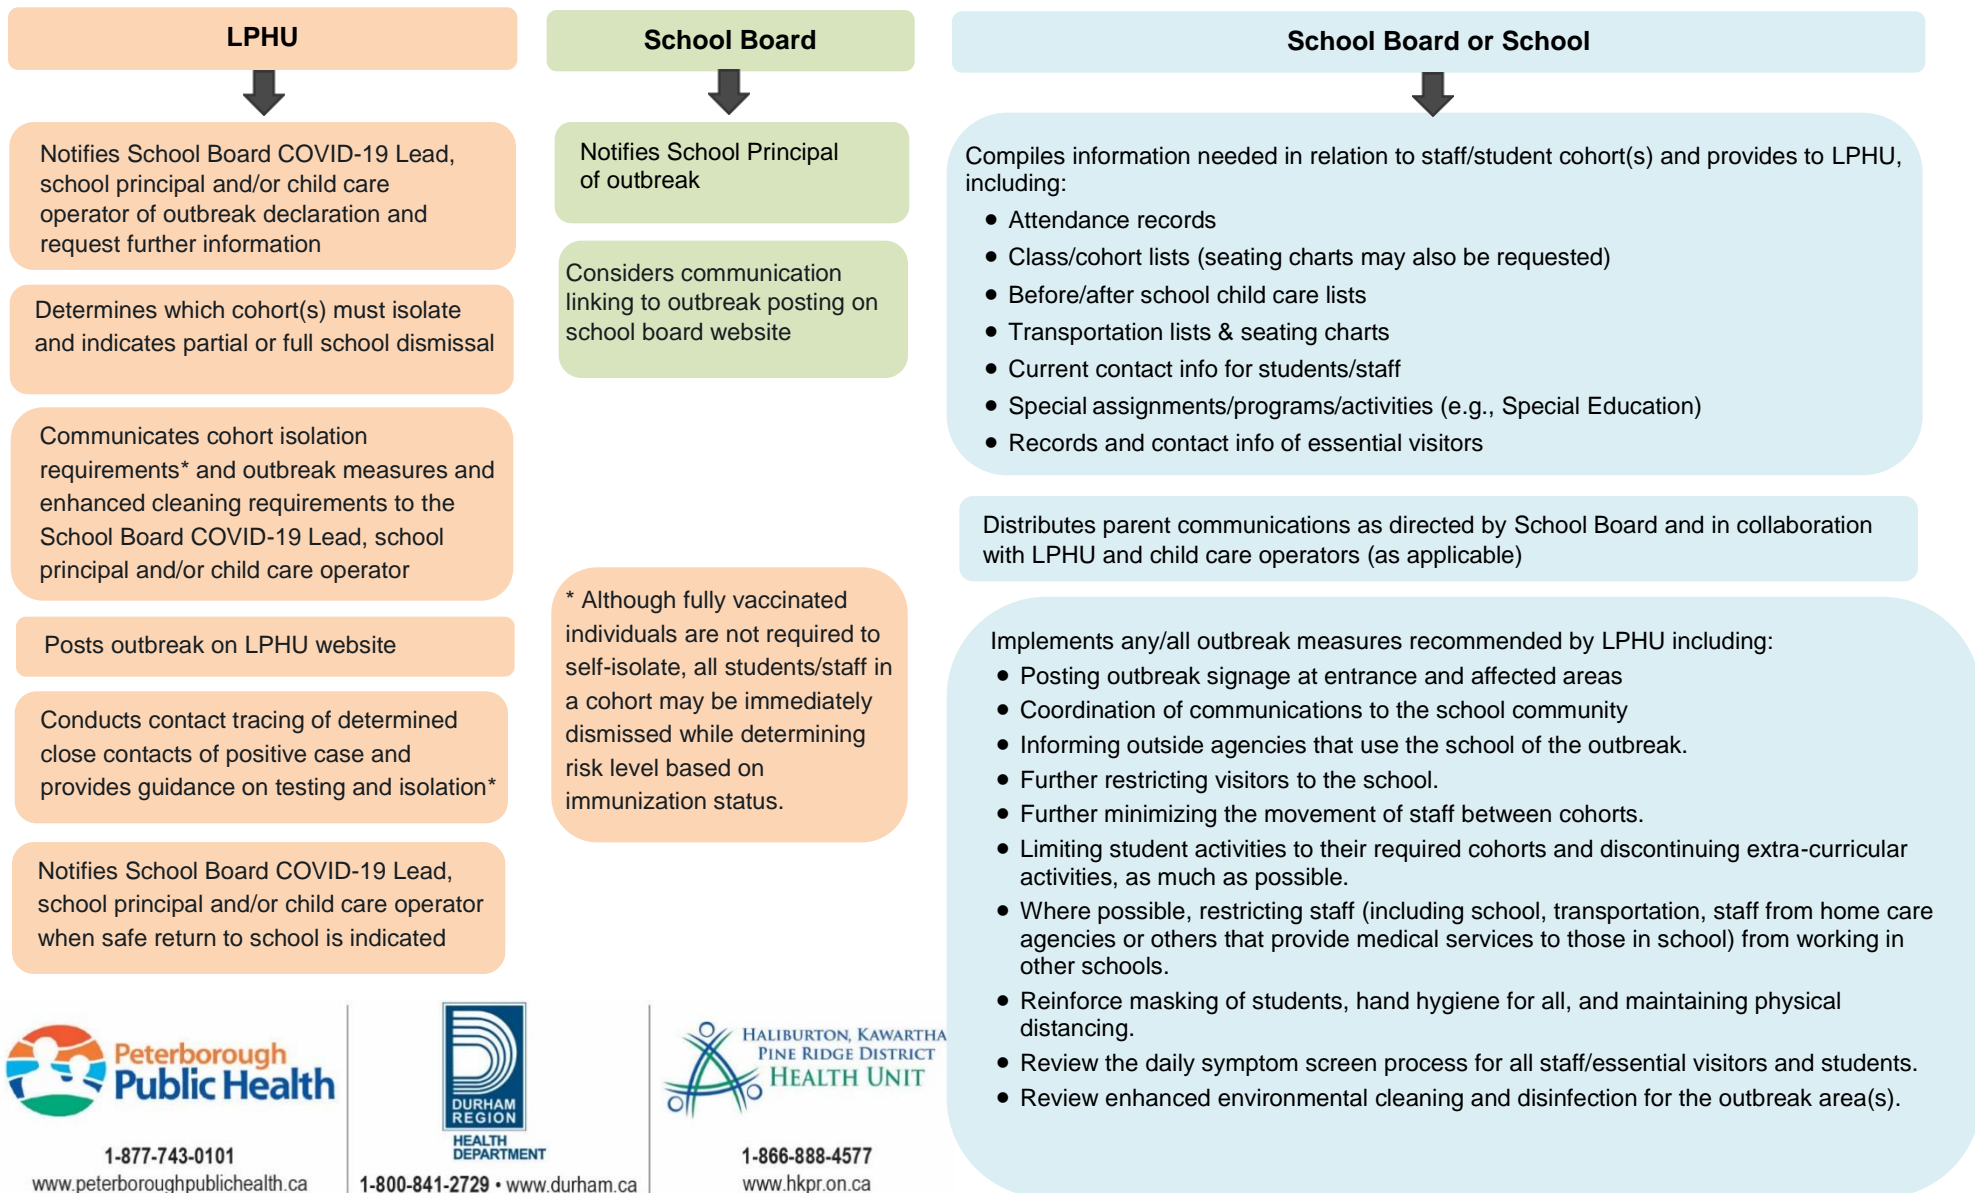 LPHU
Notifies School Board COVID-19 Lead,
school principal and/or child care
operator of outbreak declaration and
request further information
Determines which cohort(s) must isolate
and indicates partial or full school dismissal
Communicates cohort isolation
requirements* and outbreak measures and
enhanced cleaning requirements to the
School Board COVID-19 Lead, school
principal and/or child care operator
Posts outbreak on LPHU website
Conducts contact tracing of determined
close contacts of positive case and
provides guidance on testing and isolation*
Notifies School Board COVID-19 Lead,
school principal and/or child care operator
when safe return to school is indicated
School Board
Notifies School Principal
of outbreak
Considers communication
linking to outbreak posting on
school board website
* Although fully vaccinated
individuals are not required to
self-isolate, all students/staff in
a cohort may be immediately
dismissed while determining
risk level based on
immunization status.
School Board or School
Compiles information needed in relation to staff/student cohort(s) and provides to LPHU,
including:
• Attendance records
• Class/cohort lists (seating charts may also be requested)
• Before/after school child care lists
• Transportation lists & seating charts
• Current contact info for students/staff
• Special assignments/programs/activities (e.g., Special Education)
• Records and contact info of essential visitors
Distributes parent communications as directed by School Board and in collaboration
with LPHU and child care operators (as applicable)
Implements any/all outbreak measures recommended by LPHU including:
• Posting outbreak signage at entrance and affected areas
• Coordination of communications to the school community
• Informing outside agencies that use the school of the outbreak.
• Further restricting visitors to the school.
• Further minimizing the movement of staff between cohorts.
• Limiting student activities to their required cohorts and discontinuing extra-curricular
activities, as much as possible.
• Where possible, restricting staff (including school, transportation, staff from home care
agencies or others that provide medical services to those in school) from working in
other schools.
• Reinforce masking of students, hand hygiene for all, and maintaining physical
distancing.
• Review the daily symptom screen process for all staff/essential visitors and students.
• Review enhanced environmental cleaning and disinfection for the outbreak area(s).
Peterborough
Public Health
1-877-743-0101
www.peterboroughpublichealth.ca
DURHAM
REGION
HEALTH
DEPARTMENT
1-800-841-2729 • www.durham.ca
HALIBURTON, KAWARTHA
PINE RIDGE DISTRICT
HEALTH UNIT
1-866-888-4577
www.hkpr.on.ca